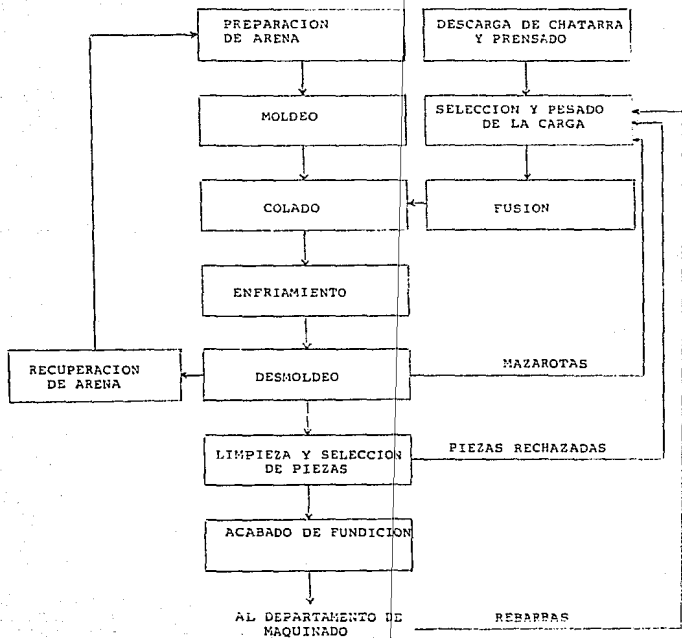 PREPARACION
DE ARENA
DESCARGA DE CHATARRA
Y PRENSADO
MOLDEO
SELECCION Y PESADO
DE LA CARGA
COLADO
FUSION
ENFRIAMIENTO
RECUPERACION
DE ARENA
DESMOLDEO
MAZAROTAS
LIMPIEZA Y SELECCION
DE PIEZAS
PIEZAS RECHAZADAS
ACABADO DE FUNDICION
AL DEPARTAMENTO DE
MAQUINADO
REBARBAS